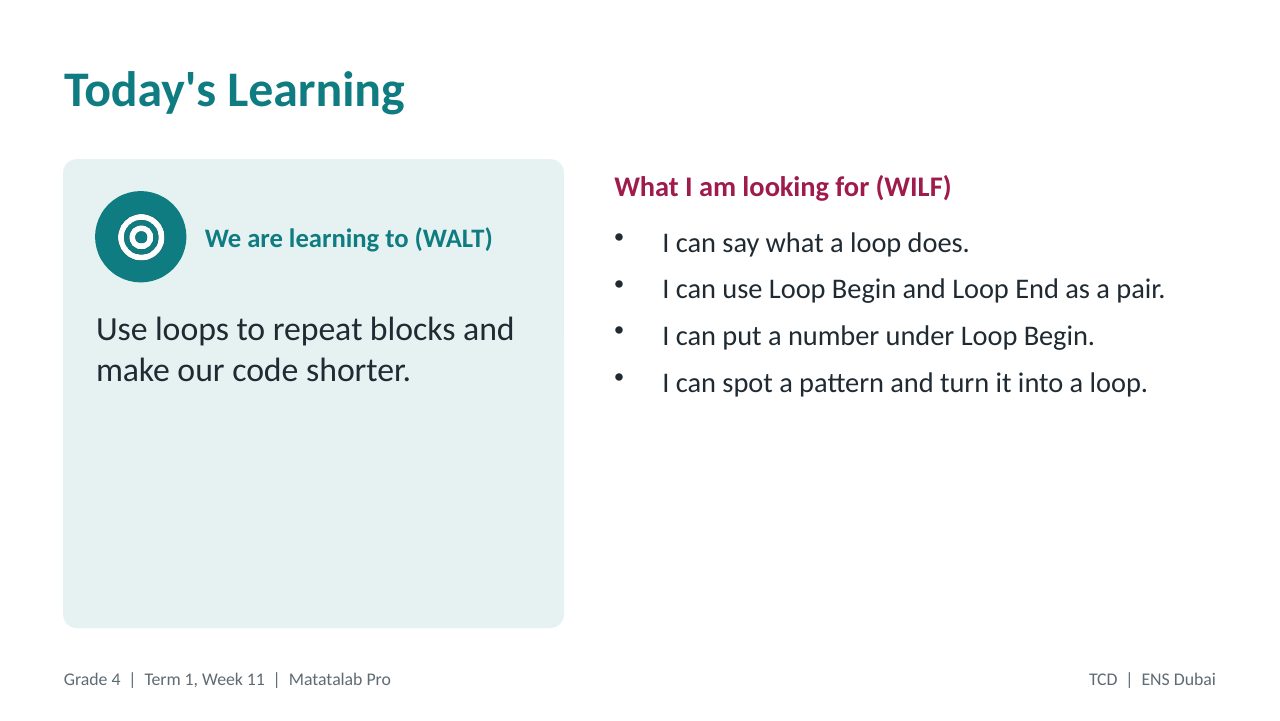 Today's Learning
We are learning to (WALT)
Use loops to repeat blocks and
make our code shorter.
What I am looking for (WILF)
• I can say what a loop does.
• I can use Loop Begin and Loop End as a pair.
• I can put a number under Loop Begin.
• I can spot a pattern and turn it into a loop.
Grade 4 | Term 1, Week 11 | Matatalab Pro
TCD | ENS Dubai